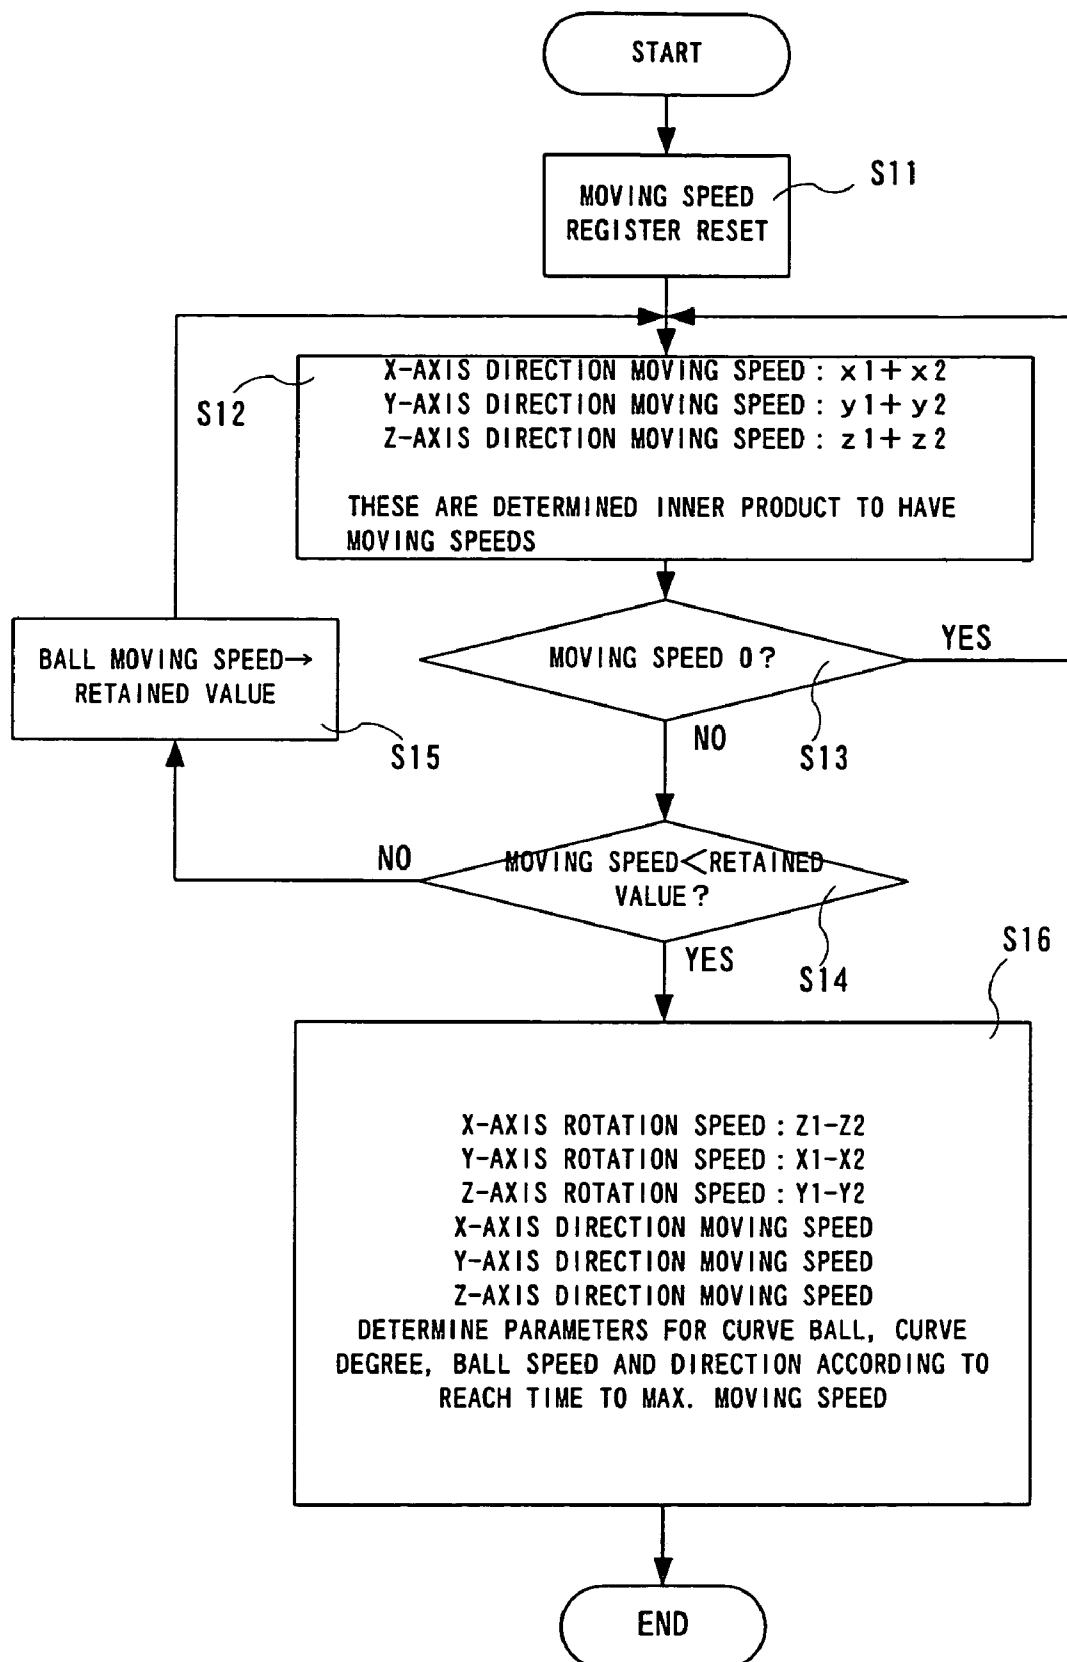 START
MOVING SPEED
REGISTER RESET
S11
X-AXIS DIRECTION MOVING SPEED : x1+x2
Y-AXIS DIRECTION MOVING SPEED : y1+y2
Z-AXIS DIRECTION MOVING SPEED : z1+z2
THESE ARE DETERMINED INNER PRODUCT TO HAVE
MOVING SPEEDS
S12
MOVING SPEED 0?
YES
NO
S13
BALL MOVING SPEED→
RETAINED VALUE
S15
MOVING SPEED<RETAINED
VALUE?
NO
YES
S14
S16
X-AXIS ROTATION SPEED : Z1-Z2
Y-AXIS ROTATION SPEED : X1-X2
Z-AXIS ROTATION SPEED : Y1-Y2
X-AXIS DIRECTION MOVING SPEED
Y-AXIS DIRECTION MOVING SPEED
Z-AXIS DIRECTION MOVING SPEED
DETERMINE PARAMETERS FOR CURVE BALL, CURVE
DEGREE, BALL SPEED AND DIRECTION ACCORDING TO
REACH TIME TO MAX. MOVING SPEED
END